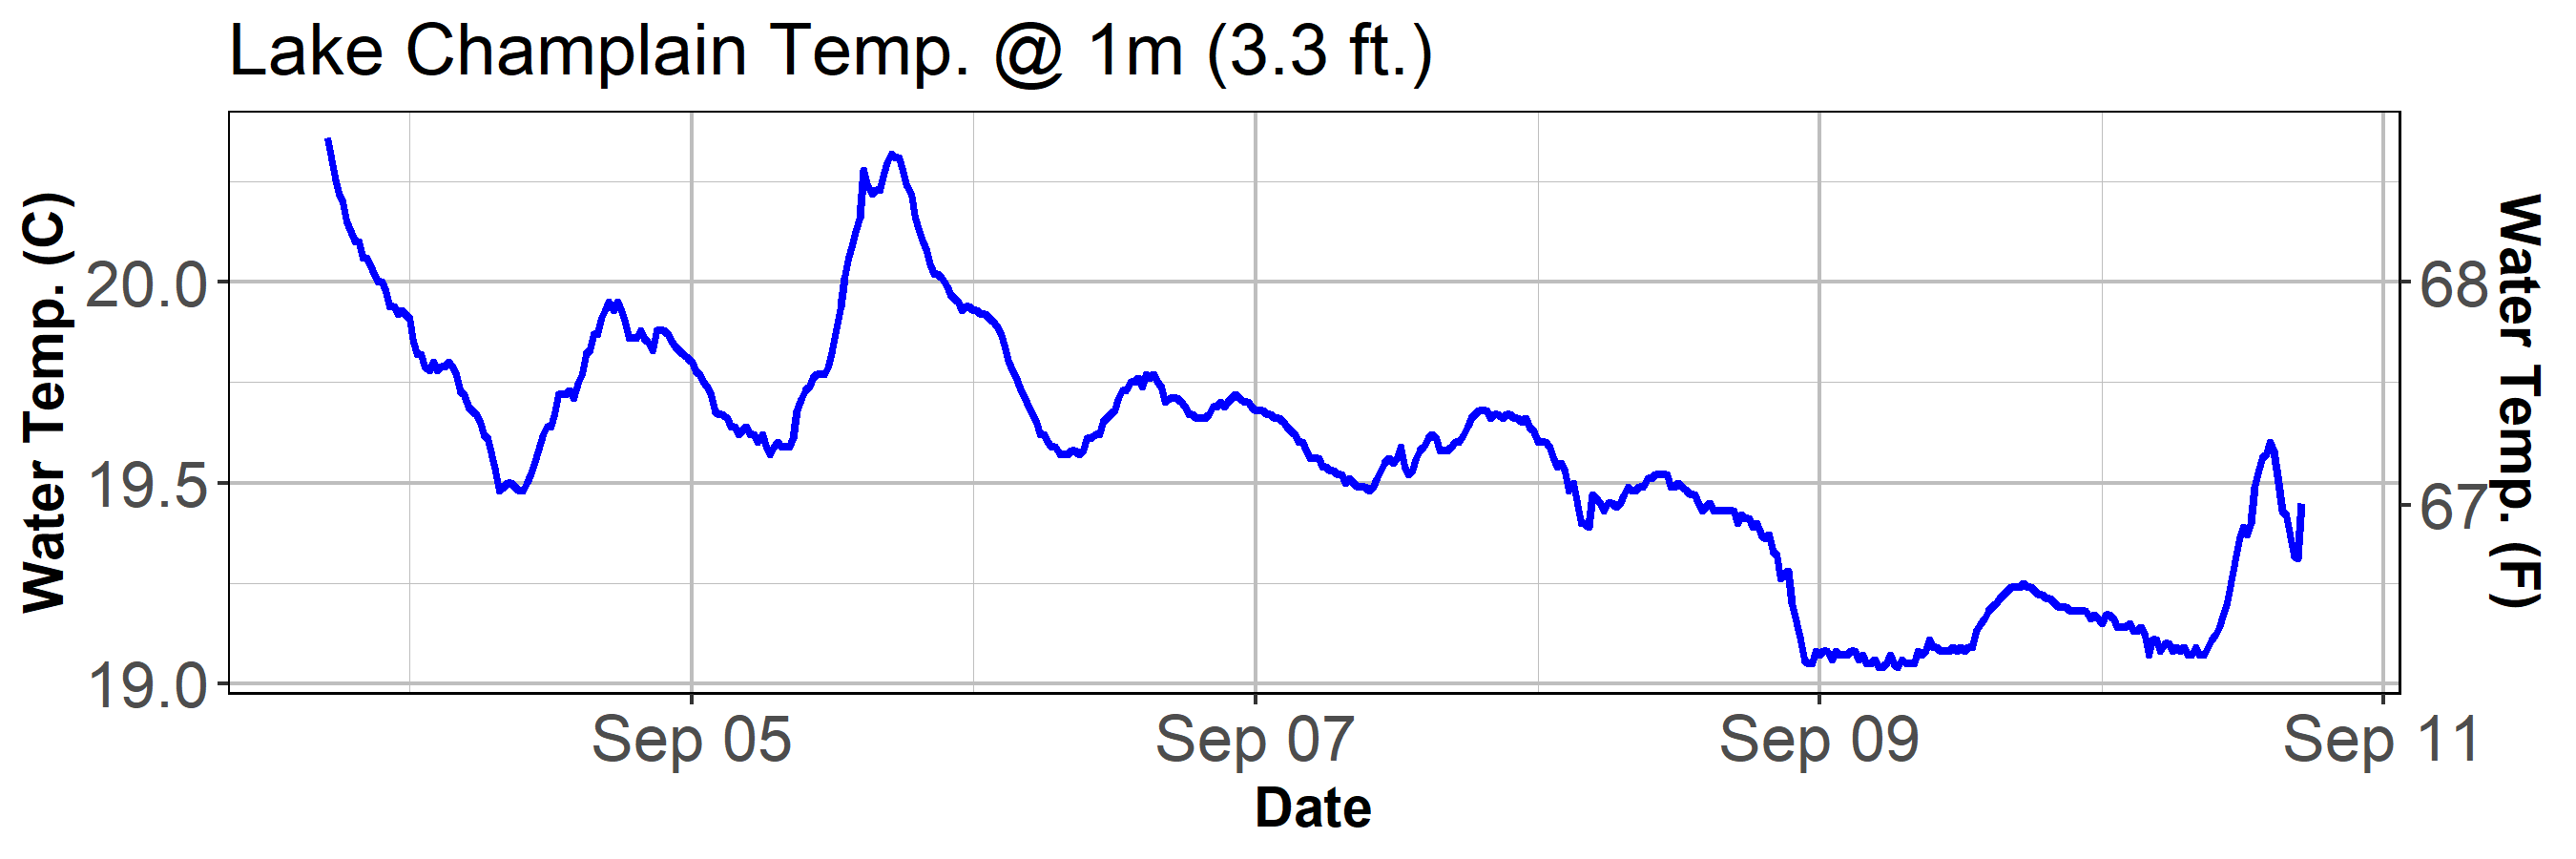 Lake Champlain Temp. @ 1m (3.3 ft.)
Water Temp. (C)
20.0
19.5
19.0
68
67
Water Temp. (F)
Sep 05
Sep 07
Sep 09
Sep 11
Date